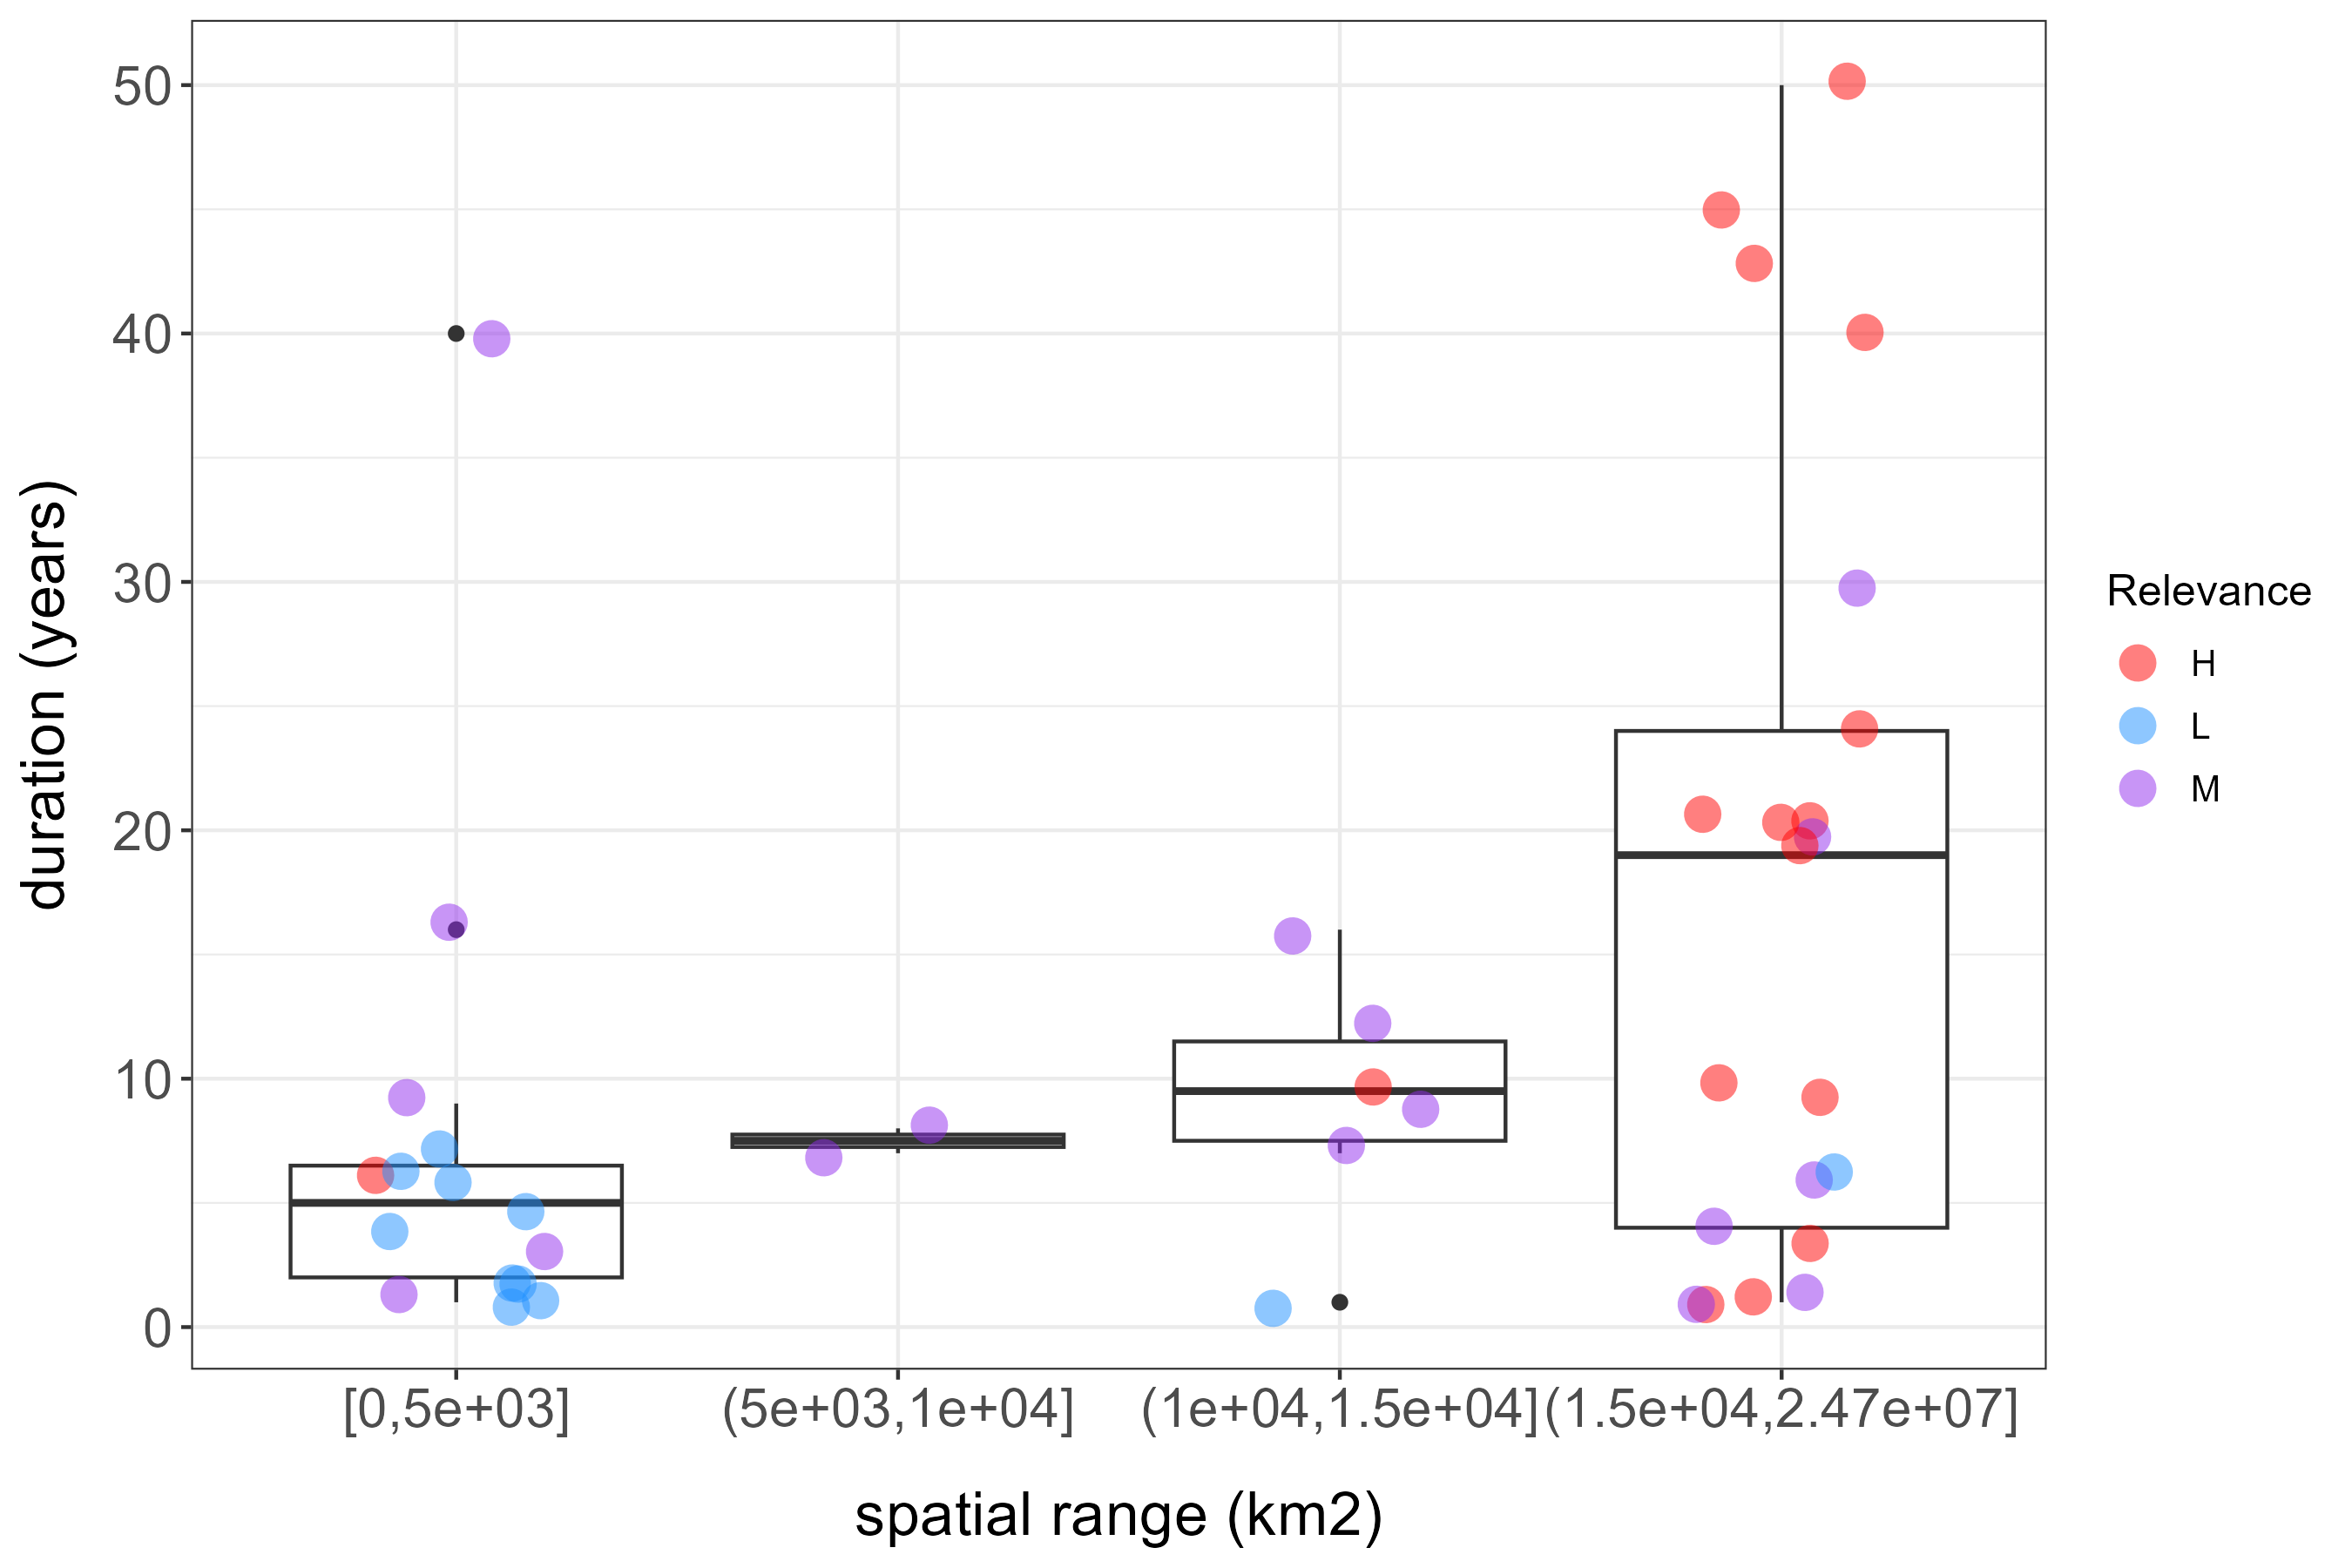 50
40
30
20
10
0
duration (years)
[0,5e+03]
(5e+03,1e+04]
(1e+04,1.5e+04]
(1.5e+04,2.47e+07]
spatial range (km2)
Relevance
H
L
M